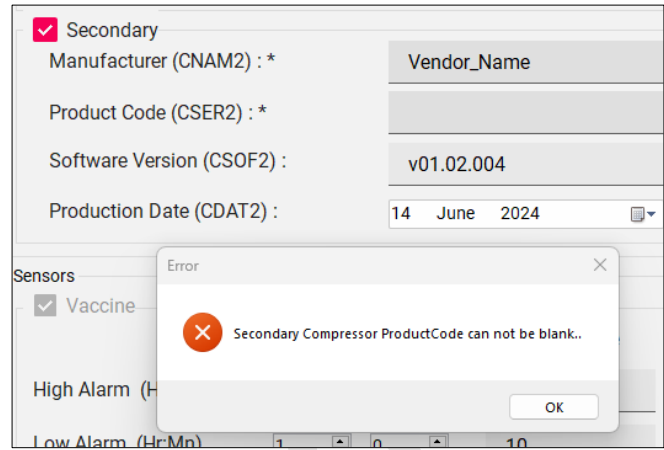 Secondary
Manufacturer (CNAM2) : * Vendor_Name
Product Code (CSER2) : *
Software Version (CSOF2) : v01.02.004
Production Date (CDAT2) : 14 June 2024
Error
Sensors
Vaccine
Secondary Compressor ProductCode can not be blank..
High Alarm (H
OK
Low Alarm (Hr:Mn) 1 0 10